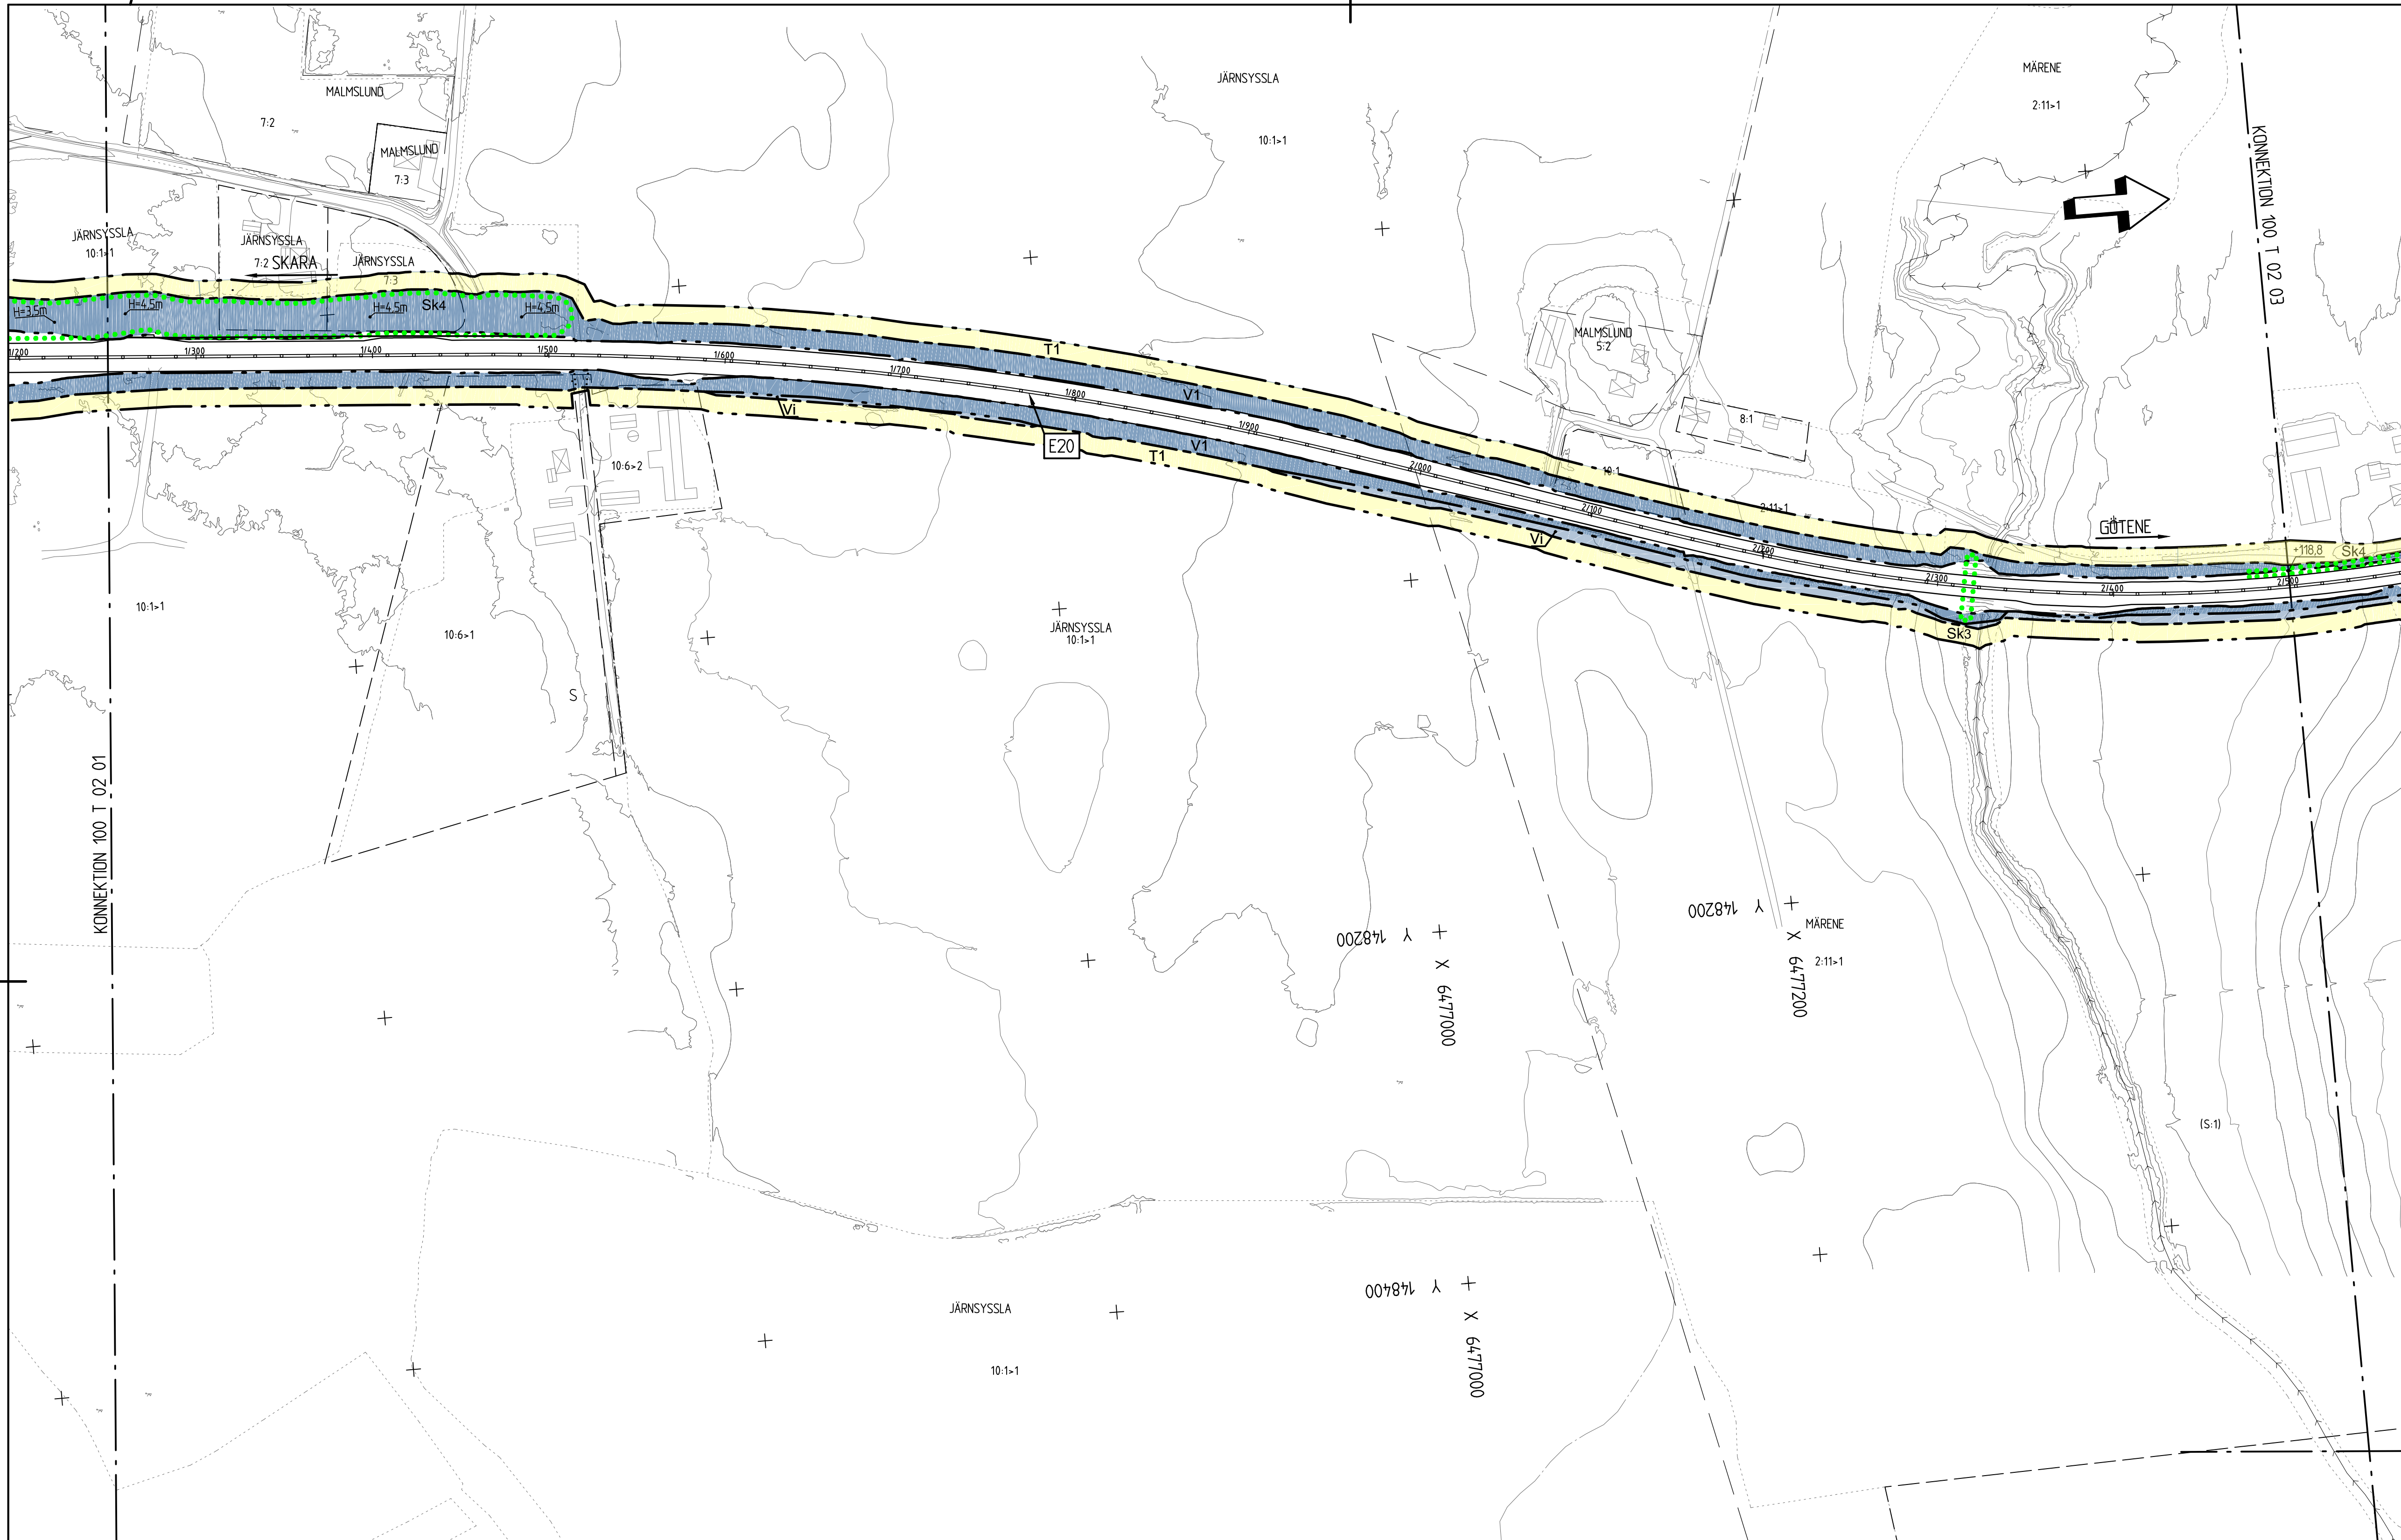 JÄRNSYSSLA
10:1>1
MÄRENE
2:11>1
MALMSLUND
7:2
MALMSLUND
7:3
KONNEKTION 100 T 02 03
JÄRNSYSSLA
10:1>1
JÄRNSYSSLA
7:2
SKARA
JÄRNSYSSLA
7:3
H=3,5m
H=4,5m
H=4,5m
Sk4
H=4,5m
1/200
1/300
1/400
1/500
1/600
1/700
1/800
1/900
2/000
2/100
2/200
2/300
2/400
2/500
T1
V1
Vi
E20
V1
T1
Vi
MALMSLUND
5:2
8:1
10:1
2:11>1
GÖTENE
+118,8
Sk4
Sk3
10:6>2
10:1>1
10:6>1
JÄRNSYSSLA
10:1>1
S
KONNEKTION 100 T 02 01
Y 148200
X 6477000
Y 148200
X 6477200
MÄRENE
2:11>1
(S:1)
Y 148400
X 6477000
JÄRNSYSSLA
10:1>1